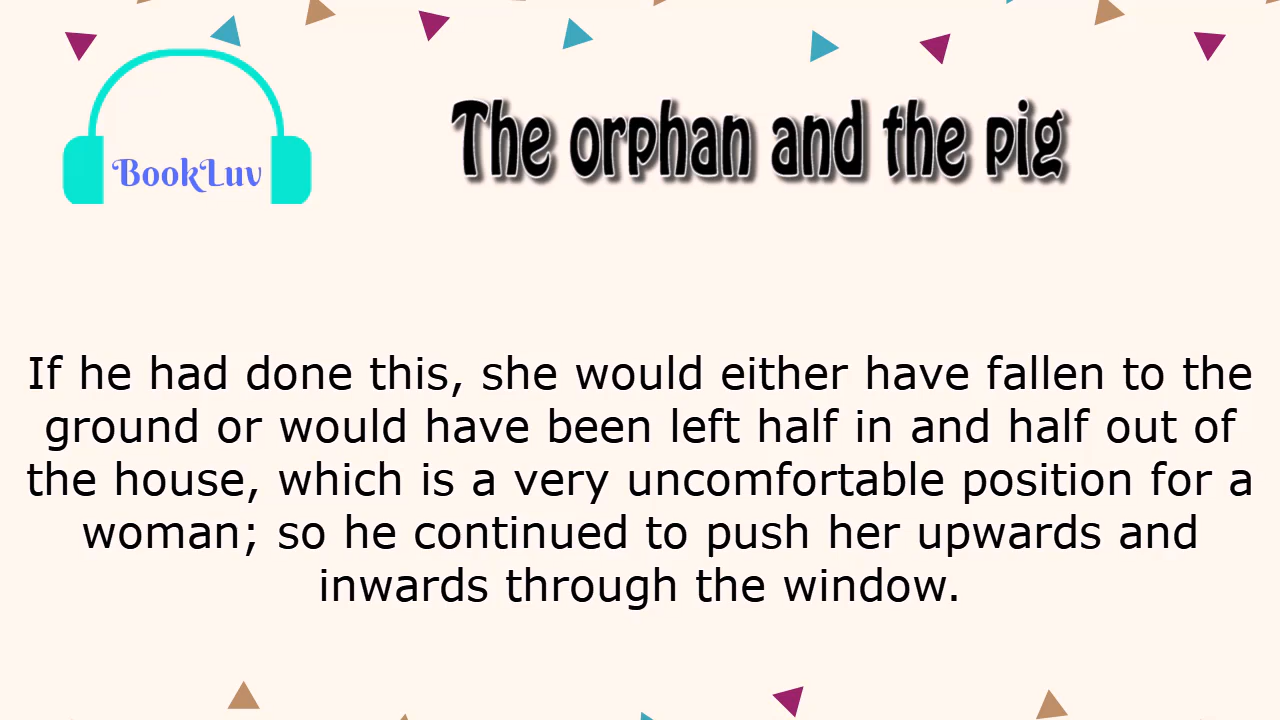 The orphan and the pig
BookLuv
If he had done this, she would either have fallen to the
ground or would have been left half in and half out of
the house, which is a very uncomfortable position for a
woman; so he continued to push her upwards and
inwards through the window.